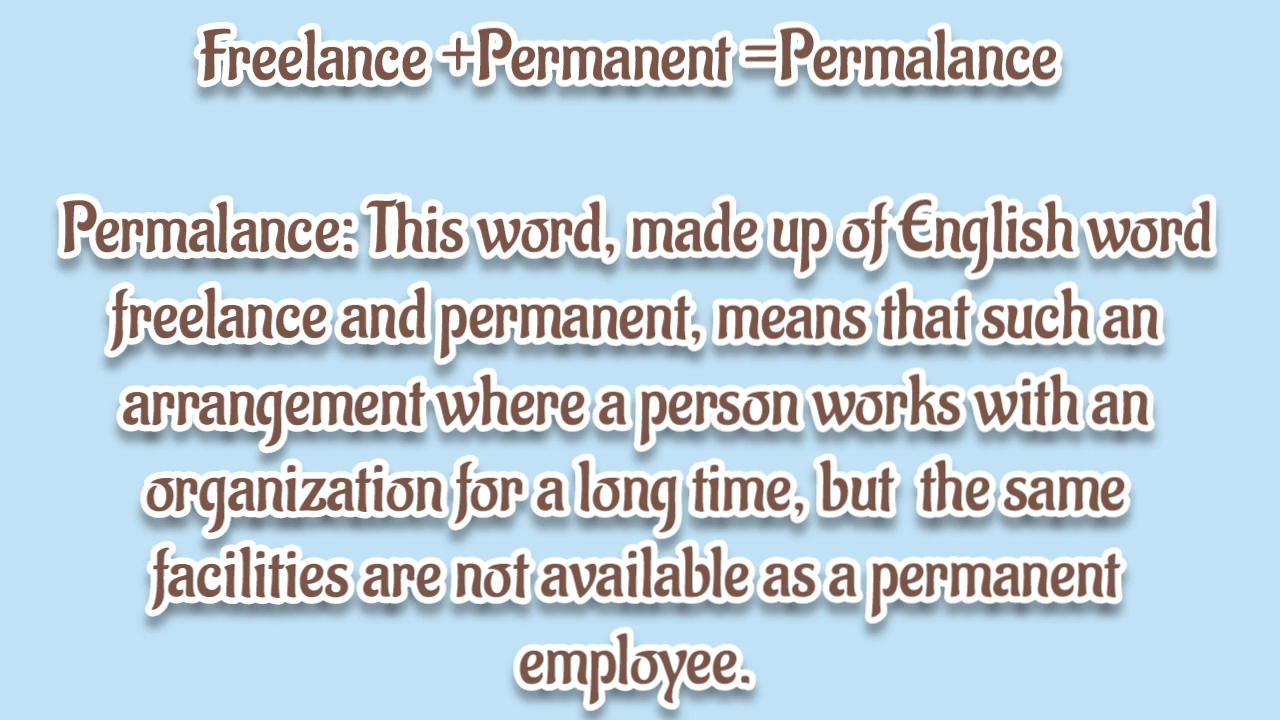 Freelance +Permanent =Permalance
Permalance: This word, made up of English word
freelance and permanent, means that such an
arrangement where a person works with an
organization for a long time, but the same
facilities are not available as a permanent
employee.